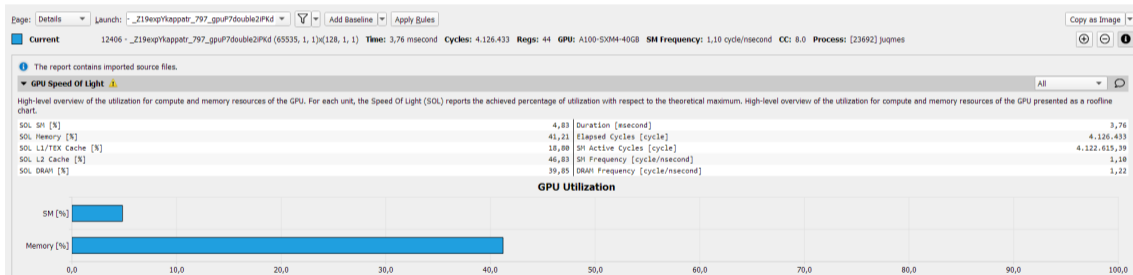 Page: Details Launch: - _Z19expYkappatr_797_gpuP7double2iPKd Add Baseline Apply Rules Copy as Image
Current 12406 - _Z19expYkappatr_797_gpuP7double2iPKd (65535, 1, 1)x(128, 1, 1) Time: 3,76 msecond Cycles: 4.126.433 Regs: 44 GPU: A100-SXM4-40GB SM Frequency: 1,10 cycle/nsecond CC: 8.0 Process: [23692] juqmes
The report contains imported source files.
GPU Speed Of Light All
High-level overview of the utilization for compute and memory resources of the GPU. For each unit, the Speed Of Light (SOL) reports the achieved percentage of utilization with respect to the theoretical maximum. High-level overview of the utilization for compute and memory resources of the GPU presented as a roofline
chart.
SOL SM [%] 4,83 Duration [msecond] 3,76
SOL Memory [%] 41,21 Elapsed Cycles [cycle] 4.126.433
SOL L1/TEX Cache [%] 18,80 SM Active Cycles [cycle] 4.122.615,39
SOL L2 Cache [%] 46,83 SM Frequency [cycle/nsecond] 1,10
SOL DRAM [%] 39,85 DRAM Frequency [cycle/nsecond] 1,22
GPU Utilization
SM [%]
Memory [%]
0,0 10,0 20,0 30,0 40,0 50,0 60,0 70,0 80,0 90,0 100,0